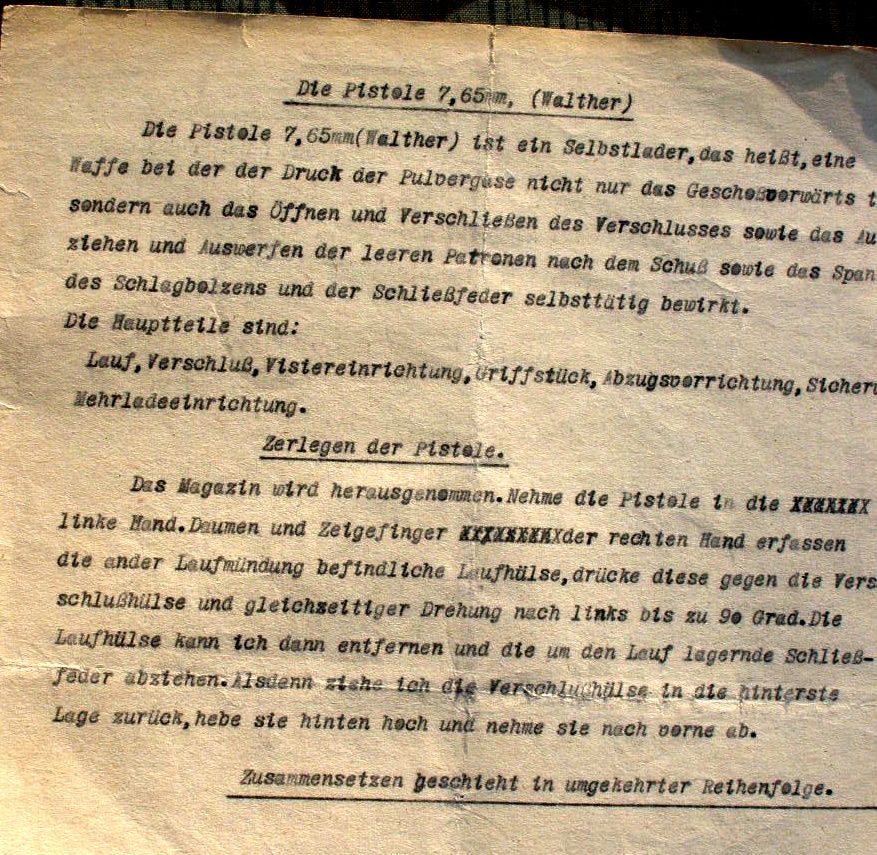 Die Pistole 7,65mm, (Walther)
Die Pistole 7,65mm(Walther) ist ein Selbstlader,das heißt,eine
Waffe bei der der Druck der Pulvergase nicht nur das Geschoßvorwärts t
sondern auch das Öffnen und Verschließen des Verschlusses sowie das Au
ziehen und Auswerfen der leeren Patronen nach dem Schuß sowie das Span
des Schlagbolzens und der Schließfeder selbsttätig bewirkt.
Die Hauptteile sind:
Lauf,Verschluß,Visiereinrichtung,Griffstück,Abzugsvorrichtung,Sicheru
Mehrladeeinrichtung.
Zerlegen der Pistole.
Das Magazin wird herausgenommen.Nehme die Pistole in die XXXXXXX
linke Hand.Daumen und Zeigefinger XXXXXXXXXder rechten Hand erfassen
die ander Laufmündung befindliche Laufhülse,drücke diese gegen die Vers
schlußhülse und gleichzeitiger Drehung nach links bis zu 90 Grad.Die
Laufhülse kann ich dann entfernen und die um den Lauf lagernde Schließ-
feder abziehen.Alsdann ziehe ich die Verschlußhülse in die hinterste
Lage zurück,hebe sie hinten hoch und nehme sie nach vorne ab.
Zusammensetzen geschieht in umgekehrter Reihenfolge.